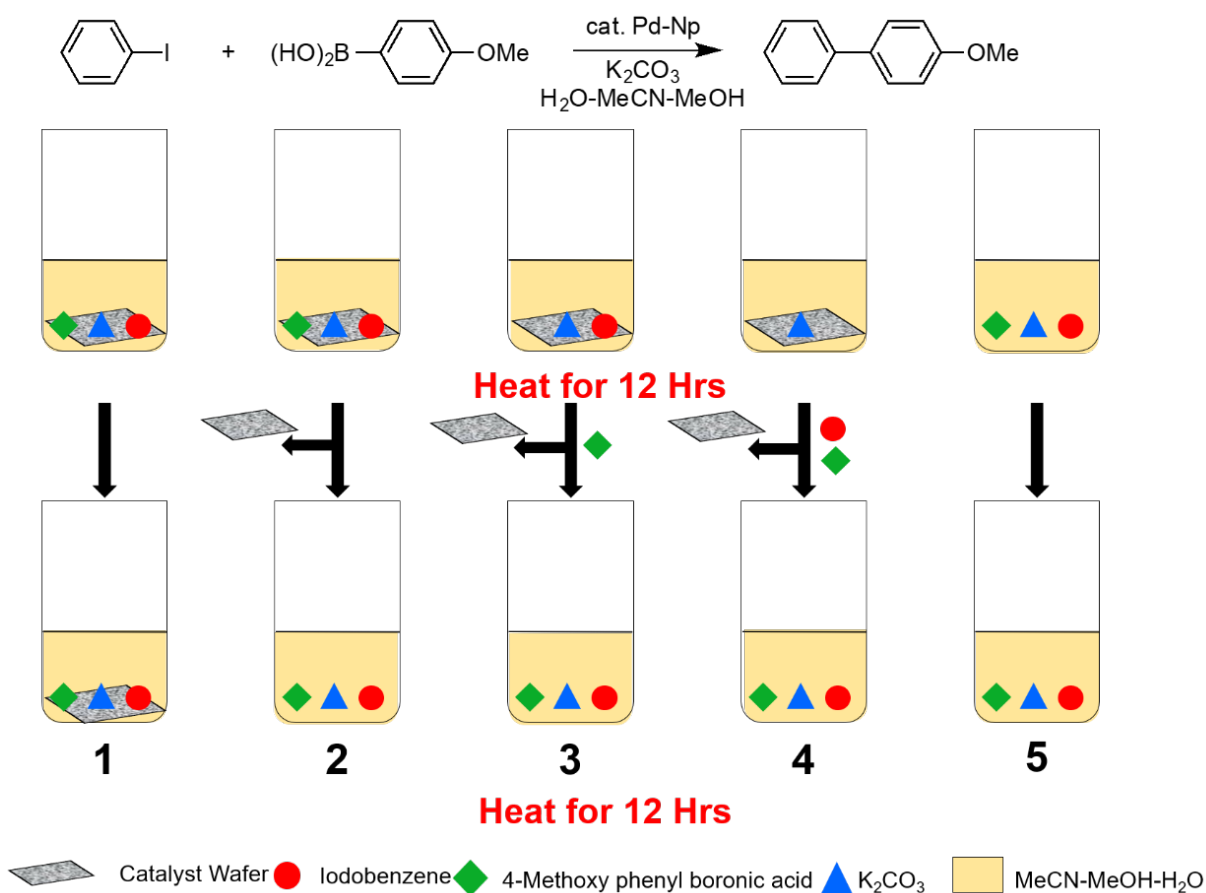 I + (HO)₂B OMe cat. Pd-Np OMe
K₂CO₃
H₂O-MeCN-MeOH
Heat for 12 Hrs
1 2 3 4 5
Heat for 12 Hrs
Catalyst Wafer Iodobenzene 4-Methoxy phenyl boronic acid K₂CO₃ MeCN-MeOH-H₂O